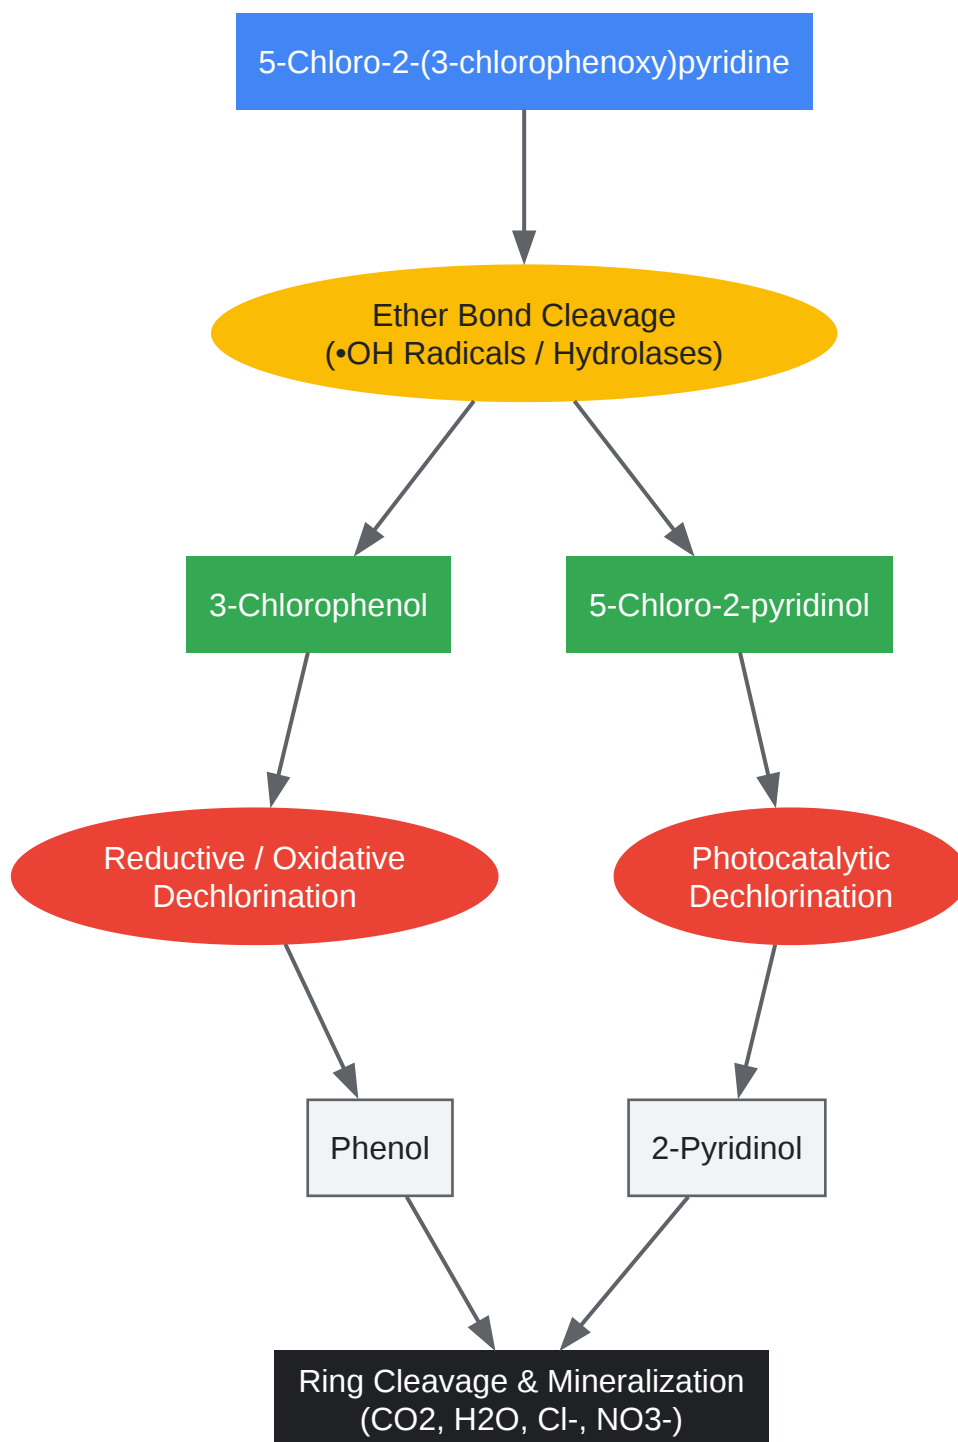 5-Chloro-2-(3-chlorophenoxy)pyridine
Ether Bond Cleavage
(•OH Radicals / Hydrolases)
3-Chlorophenol
5-Chloro-2-pyridinol
Reductive / Oxidative
Dechlorination
Photocatalytic
Dechlorination
Phenol
2-Pyridinol
Ring Cleavage & Mineralization
(CO2, H2O, Cl-, NO3-)